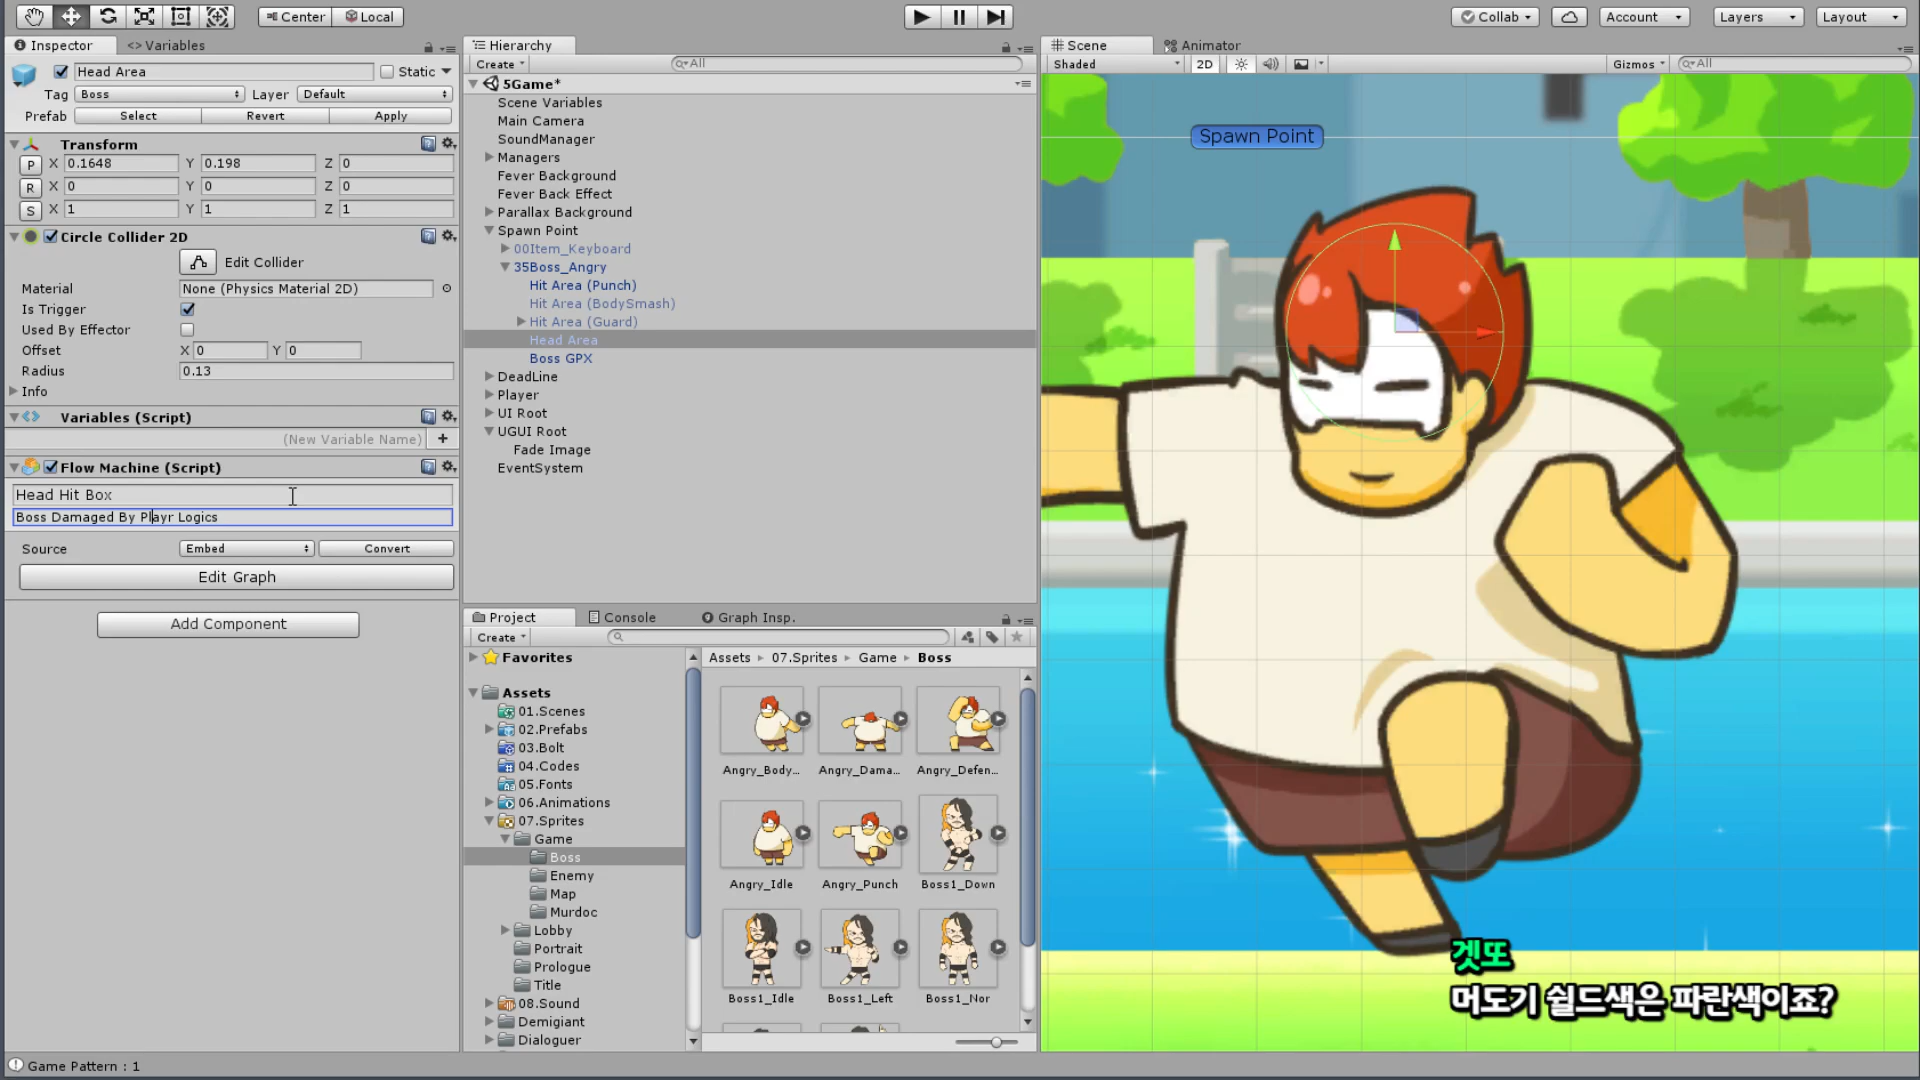 Center
Local
Collab
Account
Layers
Layout
Inspector
Variables
Head Area
Static
Tag
Boss
Layer
Default
Prefab
Select
Revert
Apply
Transform
P
X
0.1648
Y
0.198
Z
0
R
X
0
Y
0
Z
0
S
X
1
Y
1
Z
1
Circle Collider 2D
Edit Collider
Material
None (Physics Material 2D)
Is Trigger
Used By Effector
Offset
X
0
Y
0
Radius
0.13
Info
Variables (Script)
(New Variable Name)
+
Flow Machine (Script)
Head Hit Box
Boss Damaged By Playr Logics
Source
Embed
Convert
Edit Graph
Add Component
Hierarchy
Create
All
5Game*
Scene Variables
Main Camera
SoundManager
Managers
Fever Background
Fever Back Effect
Parallax Background
Spawn Point
00Item_Keyboard
35Boss_Angry
Hit Area (Punch)
Hit Area (BodySmash)
Hit Area (Guard)
Head Area
Boss GPX
DeadLine
Player
UI Root
UGUI Root
Fade Image
EventSystem
Project
Console
Graph Insp.
Create
Favorites
Assets
01.Scenes
02.Prefabs
03.Bolt
04.Codes
05.Fonts
06.Animations
07.Sprites
Game
Boss
Enemy
Map
Murdoc
Lobby
Portrait
Prologue
Title
08.Sound
Demigiant
Dialoguer
Assets
07.Sprites
Game
Boss
Angry_Body...
Angry_Dama...
Angry_Defen...
Angry_Idle
Angry_Punch
Boss1_Down
Boss1_Idle
Boss1_Left
Boss1_Nor
Scene
Animator
Shaded
2D
Gizmos
All
Spawn Point
겟또
머도기 쉴드색은 파란색이죠?
Game Pattern : 1